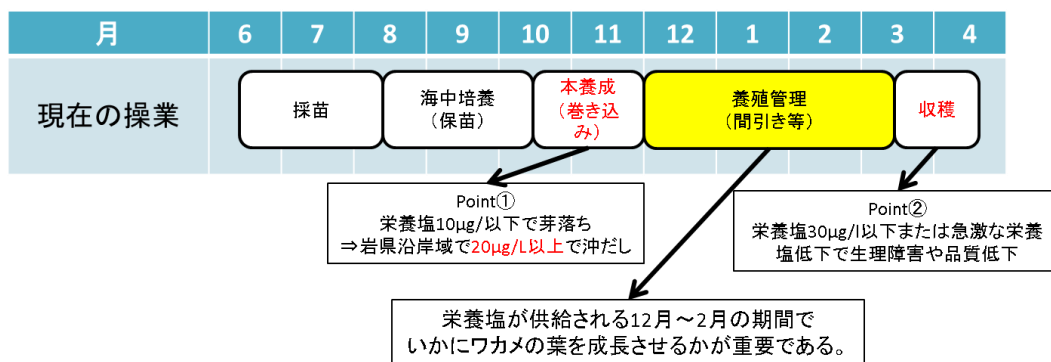 月 6 7 8 9 10 11 12 1 2 3 4
現在の操業
採苗
海中培養
(保苗)
本養成
(巻き込
み)
養殖管理
(間引き等)
収穫
Point①
栄養塩10μg/以下で芽落ち
⇒岩県沿岸域で20μg/L以上で沖だし
Point②
栄養塩30μg/l以下または急激な栄養
塩低下で生理障害や品質低下
栄養塩が供給される12月～2月の期間で
いかにワカメの葉を成長させるかが重要である。